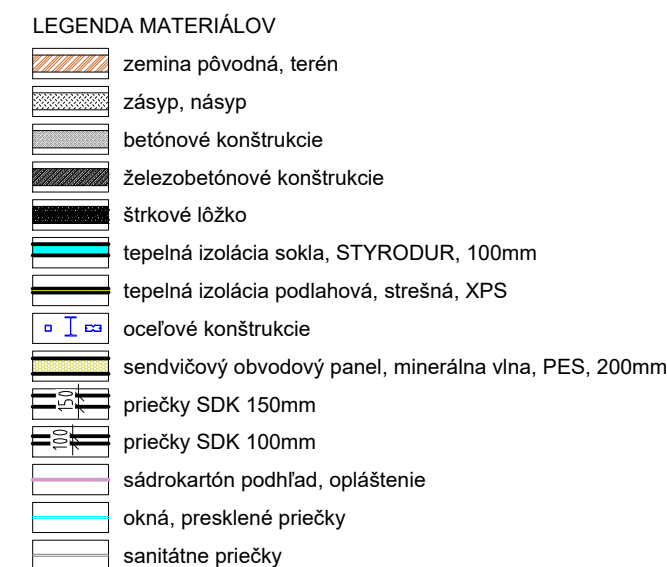 LEGENDA MATERIÁLOV
zemina pôvodná, terén
zásyp, násyp
betónové konštrukcie
železobetónové konštrukcie
štrkové lôžko
tepelná izolácia sokla, STYRODUR, 100mm
tepelná izolácia podlahová, strešná, XPS
oceľové konštrukcie
sendvičový obvodový panel, minerálna vlna, PES, 200mm
150 priečky SDK 150mm
100 priečky SDK 100mm
sádrokartón podhľad, opláštenie
okná, presklené priečky
sanitátne priečky